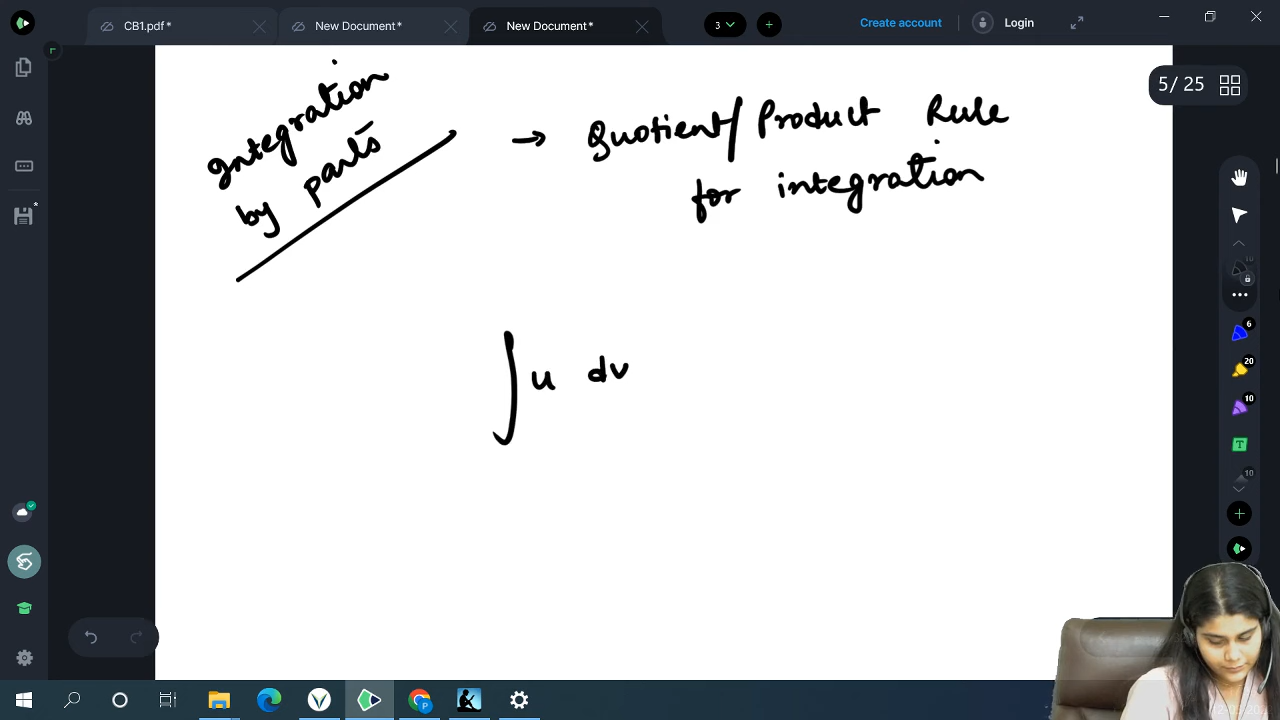 CB1.pdf*
New Document*
New Document*
3
Create account
Login
5/ 25
Integration
by parts
→ Quotient/Product Rule
for integration
∫ u dv
10
6
20
10
T
10